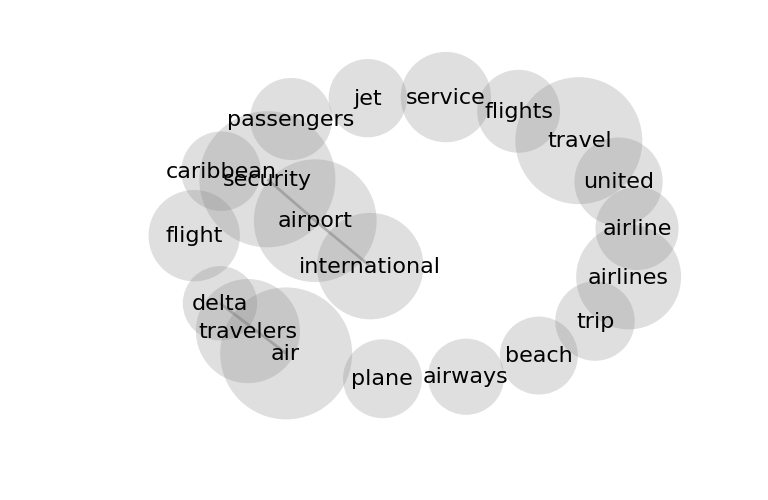 jet
service
flights
passengers
travel
caribbean
security
united
airport
airline
flight
international
airlines
delta
trip
travelers
air
beach
plane
airways